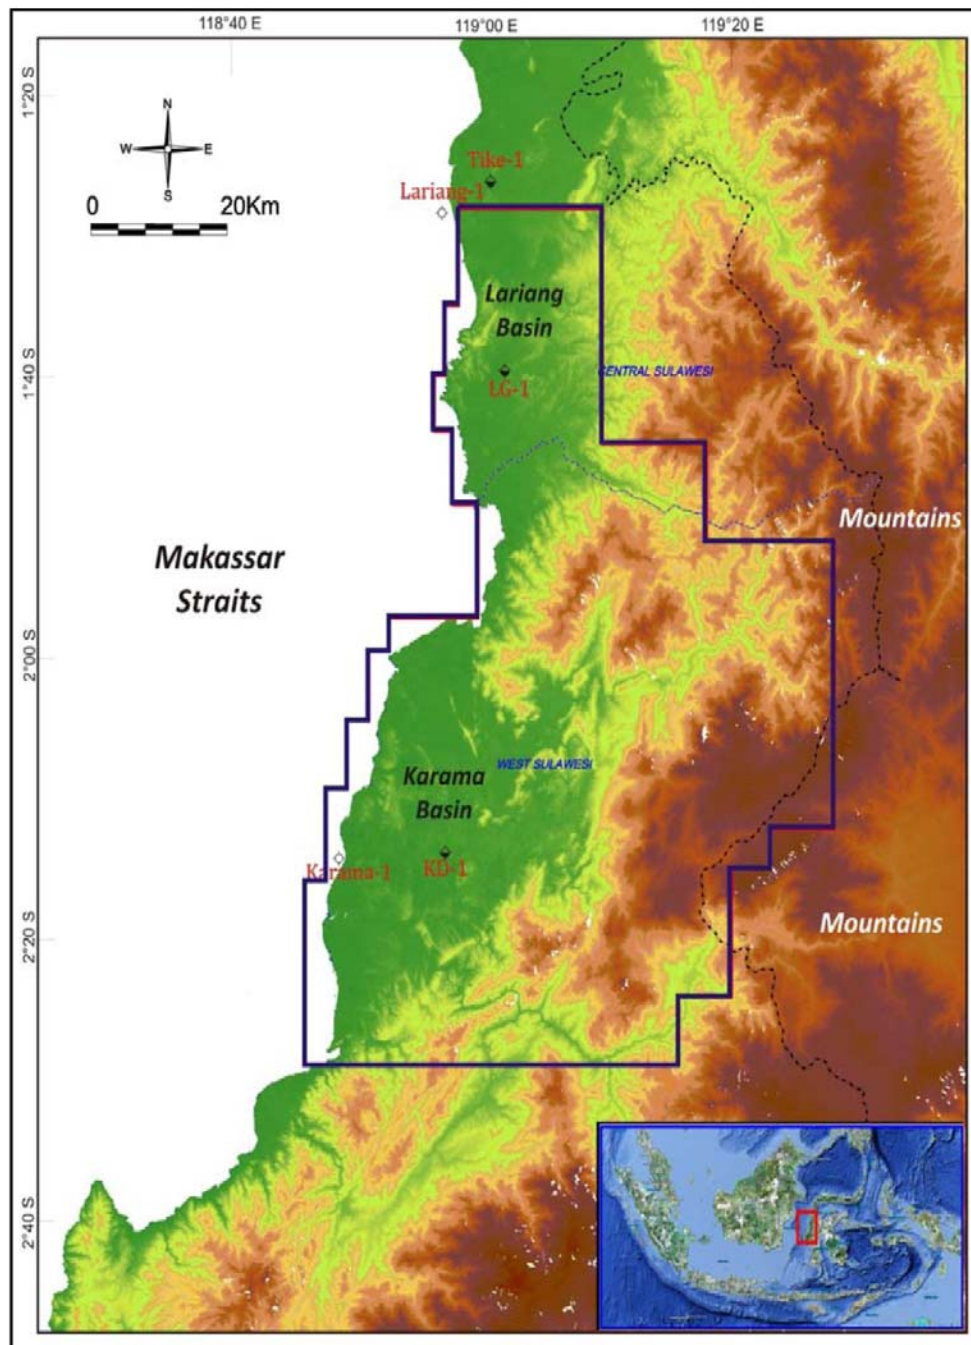 118°40 E
119°00 E
119°20 E
1°20 S
N
W
E
S
0
20Km
Tike-1
Lariang-1
Lariang
Basin
1°40 S
CENTRAL SULAWESI
LG-1
Mountains
Makassar
Straits
2°00 S
WEST SULAWESI
Karama
Basin
Karama-1
KD-1
Mountains
2°20 S
2°40 S